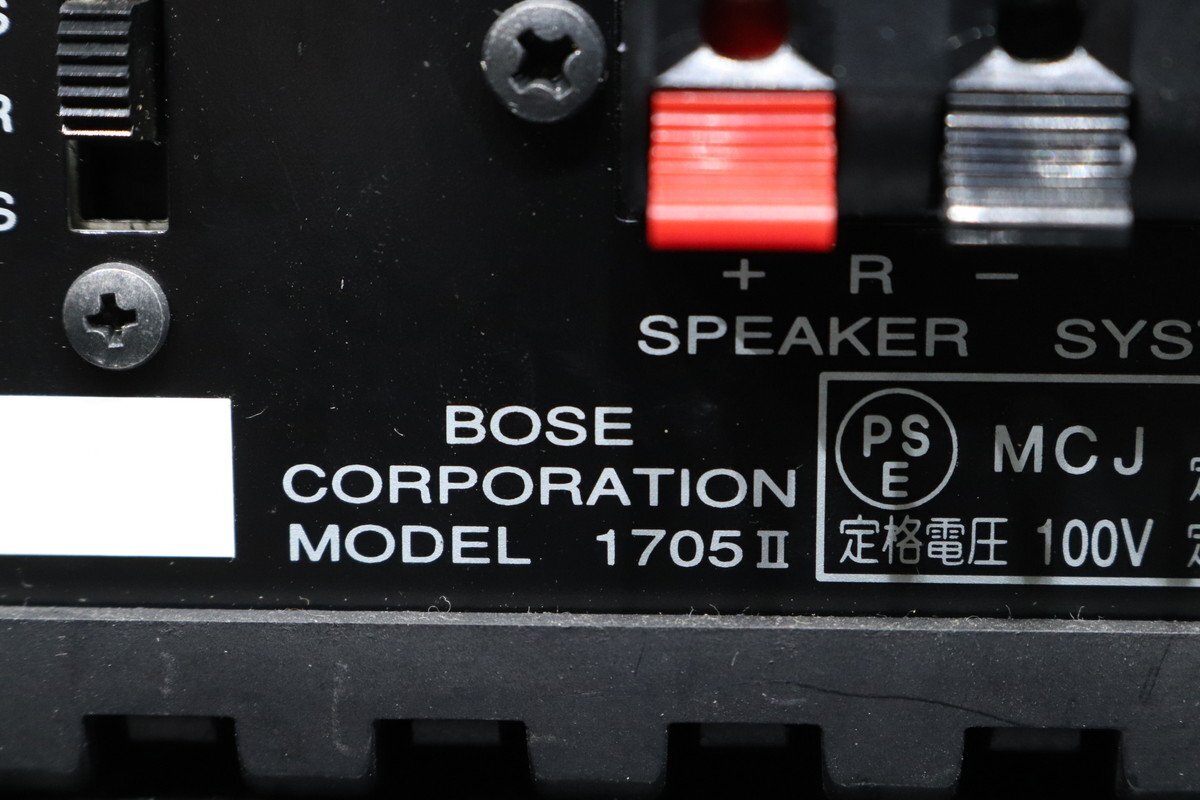 S
R
S
+ R −
SPEAKER SYS
BOSE
CORPORATION
MODEL 1705II
PS
E
MCJ
定格電圧 100V